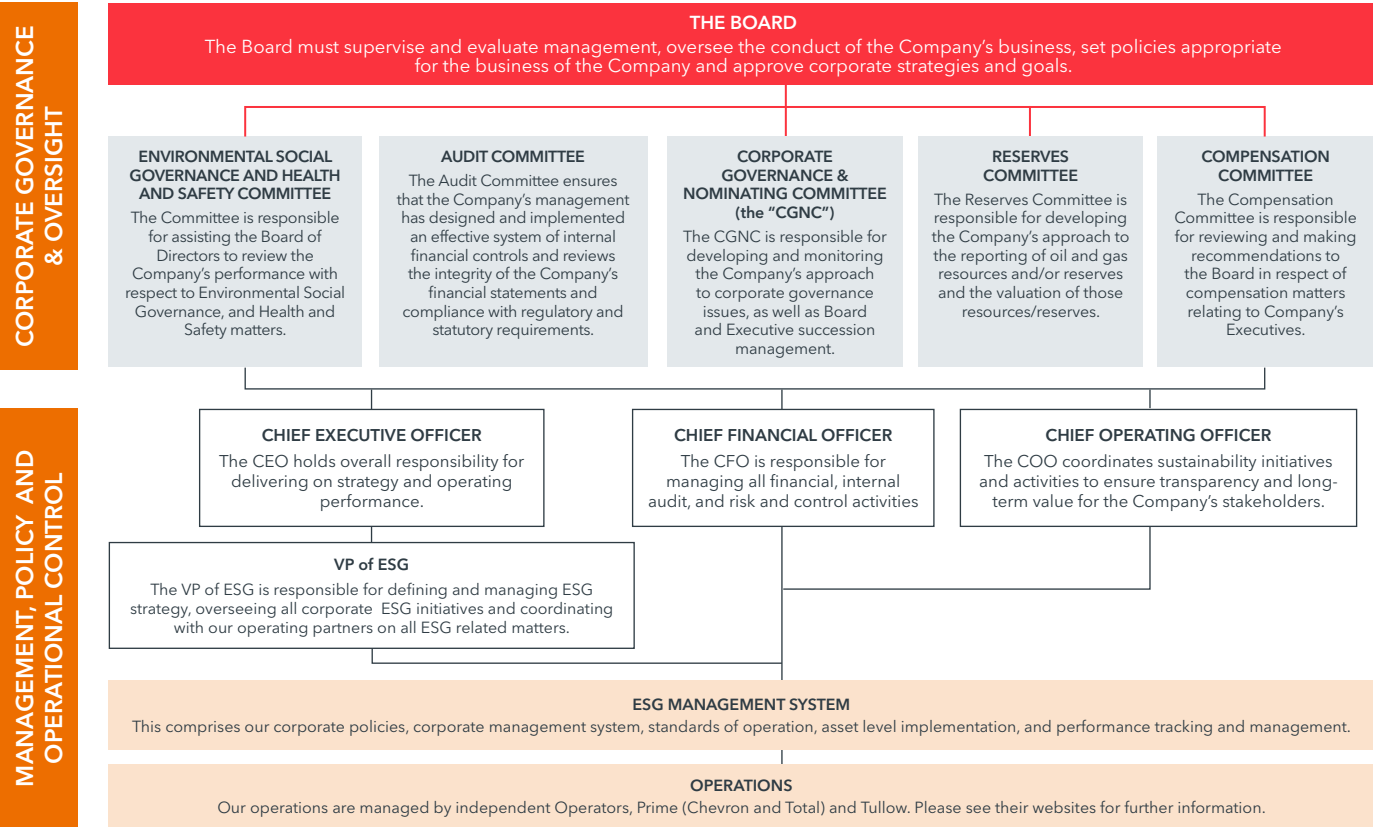 CORPORATE GOVERNANCE
& OVERSIGHT
THE BOARD
The Board must supervise and evaluate management, oversee the conduct of the Company’s business, set policies appropriate
for the business of the Company and approve corporate strategies and goals.
ENVIRONMENTAL SOCIAL
GOVERNANCE AND HEALTH
AND SAFETY COMMITTEE
The Committee is responsible
for assisting the Board of
Directors to review the
Company’s performance with
respect to Environmental Social
Governance, and Health and
Safety matters.
AUDIT COMMITTEE
The Audit Committee ensures
that the Company’s management
has designed and implemented
an effective system of internal
financial controls and reviews
the integrity of the Company’s
financial statements and
compliance with regulatory and
statutory requirements.
CORPORATE
GOVERNANCE &
NOMINATING COMMITTEE
(the “CGNC”)
The CGNC is responsible for
developing and monitoring
the Company’s approach
to corporate governance
issues, as well as Board
and Executive succession
management.
RESERVES
COMMITTEE
The Reserves Committee is
responsible for developing
the Company’s approach to
the reporting of oil and gas
resources and/or reserves
and the valuation of those
resources/reserves.
COMPENSATION
COMMITTEE
The Compensation
Committee is responsible
for reviewing and making
recommendations to
the Board in respect of
compensation matters
relating to Company’s
Executives.
MANAGEMENT, POLICY AND
OPERATIONAL CONTROL
CHIEF EXECUTIVE OFFICER
The CEO holds overall responsibility for
delivering on strategy and operating
performance.
CHIEF FINANCIAL OFFICER
The CFO is responsible for
managing all financial, internal
audit, and risk and control activities
CHIEF OPERATING OFFICER
The COO coordinates sustainability initiatives
and activities to ensure transparency and long-
term value for the Company’s stakeholders.
VP of ESG
The VP of ESG is responsible for defining and managing ESG
strategy, overseeing all corporate ESG initiatives and coordinating
with our operating partners on all ESG related matters.
ESG MANAGEMENT SYSTEM
This comprises our corporate policies, corporate management system, standards of operation, asset level implementation, and performance tracking and management.
OPERATIONS
Our operations are managed by independent Operators, Prime (Chevron and Total) and Tullow. Please see their websites for further information.